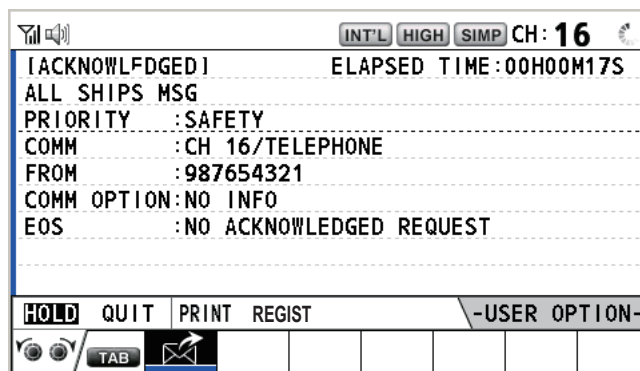 INT'L HIGH SIMP CH: 16
[ACKNOWLEDGED] ELAPSED TIME:00H00M17S
ALL SHIPS MSG
PRIORITY :SAFETY
COMM :CH 16/TELEPHONE
FROM :987654321
COMM OPTION:NO INFO
EOS :NO ACKNOWLEDGED REQUEST
HOLD QUIT PRINT REGIST -USER OPTION-
TAB